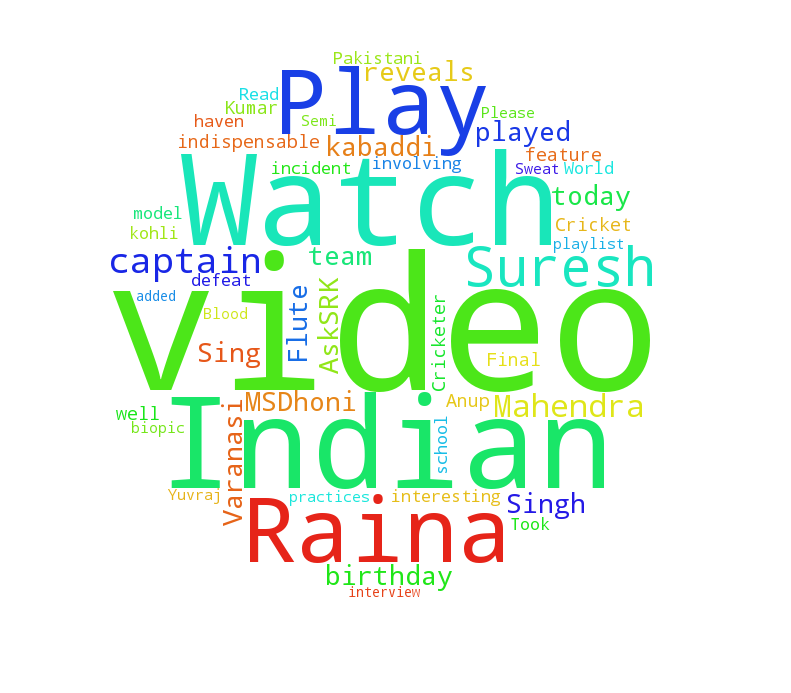 Pakistani
Play
reveals
Read
Kumar
Please
haven
Semi
played
indispensable
kabaddi
Watch
incident
involving
feature
Sweat
World
today
model
kohli
Cricket
playlist
captain
team
Suresh
defeat
added
video
Blood
Flute
AskSRK
Cricketer
Sing
Final
Indian
MSDhoni
Anup
Mahendra
well
biopic
Varanasi
school
Yuvraj
practices
interesting
Raina
Singh
Took
birthday
interview